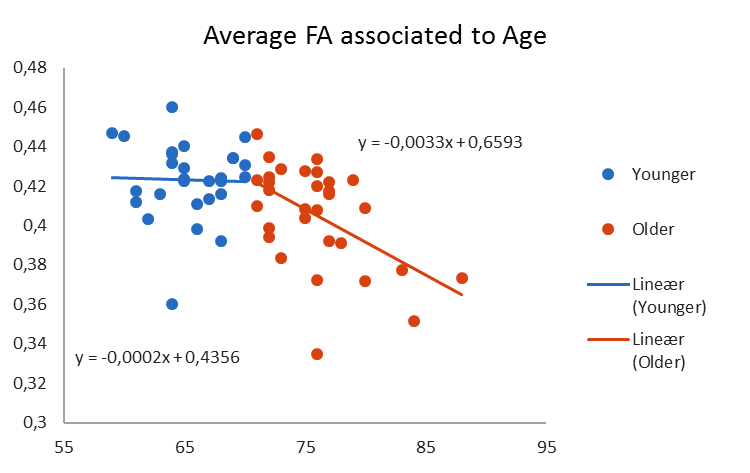 Average FA associated to Age
0,48
0,46
0,44
0,42
0,4
0,38
0,36
0,34
0,32
0,3
55
65
75
85
95
y = -0,0033x + 0,6593
y = -0,0002x + 0,4356
Younger
Older
Lineær
(Younger)
Lineær
(Older)